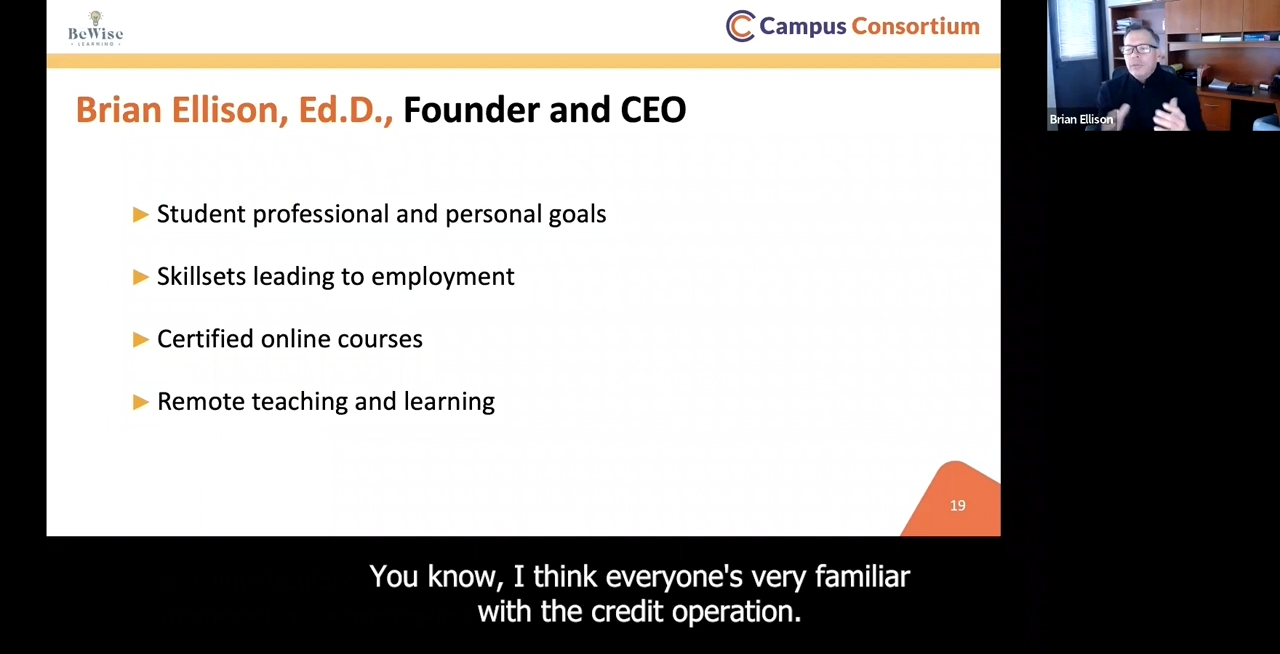 BeWise
LEARNING
Campus Consortium
Brian Ellison
Brian Ellison, Ed.D., Founder and CEO
Student professional and personal goals
Skillsets leading to employment
Certified online courses
Remote teaching and learning
19
You know, I think everyone's very familiar
with the credit operation.